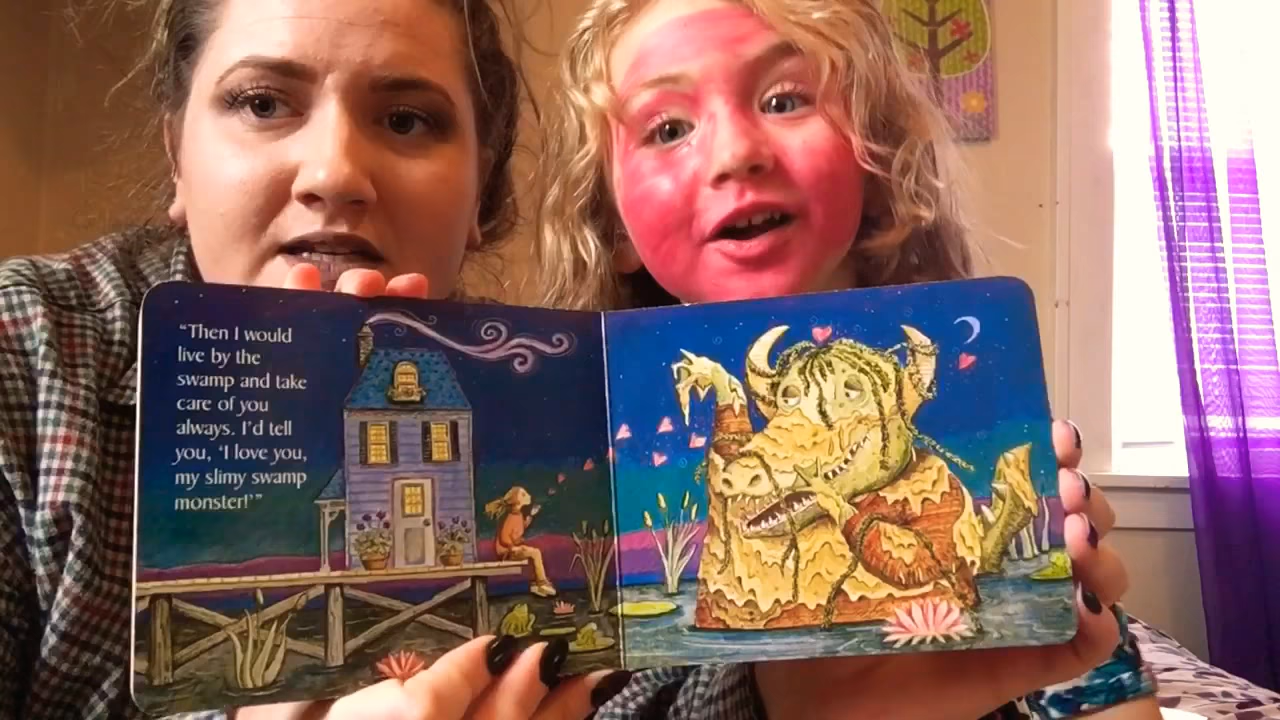 “Then I would
live by the
swamp and take
care of you
always. I’d tell
you, ‘I love you,
my slimy swamp
monster!’”